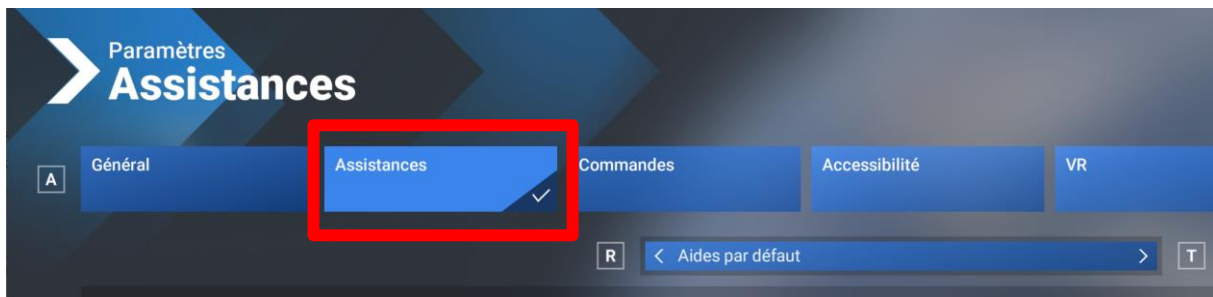 Paramètres
Assistances
A
Général
Assistances
Commandes
Accessibilité
VR
R
Aides par défaut
T